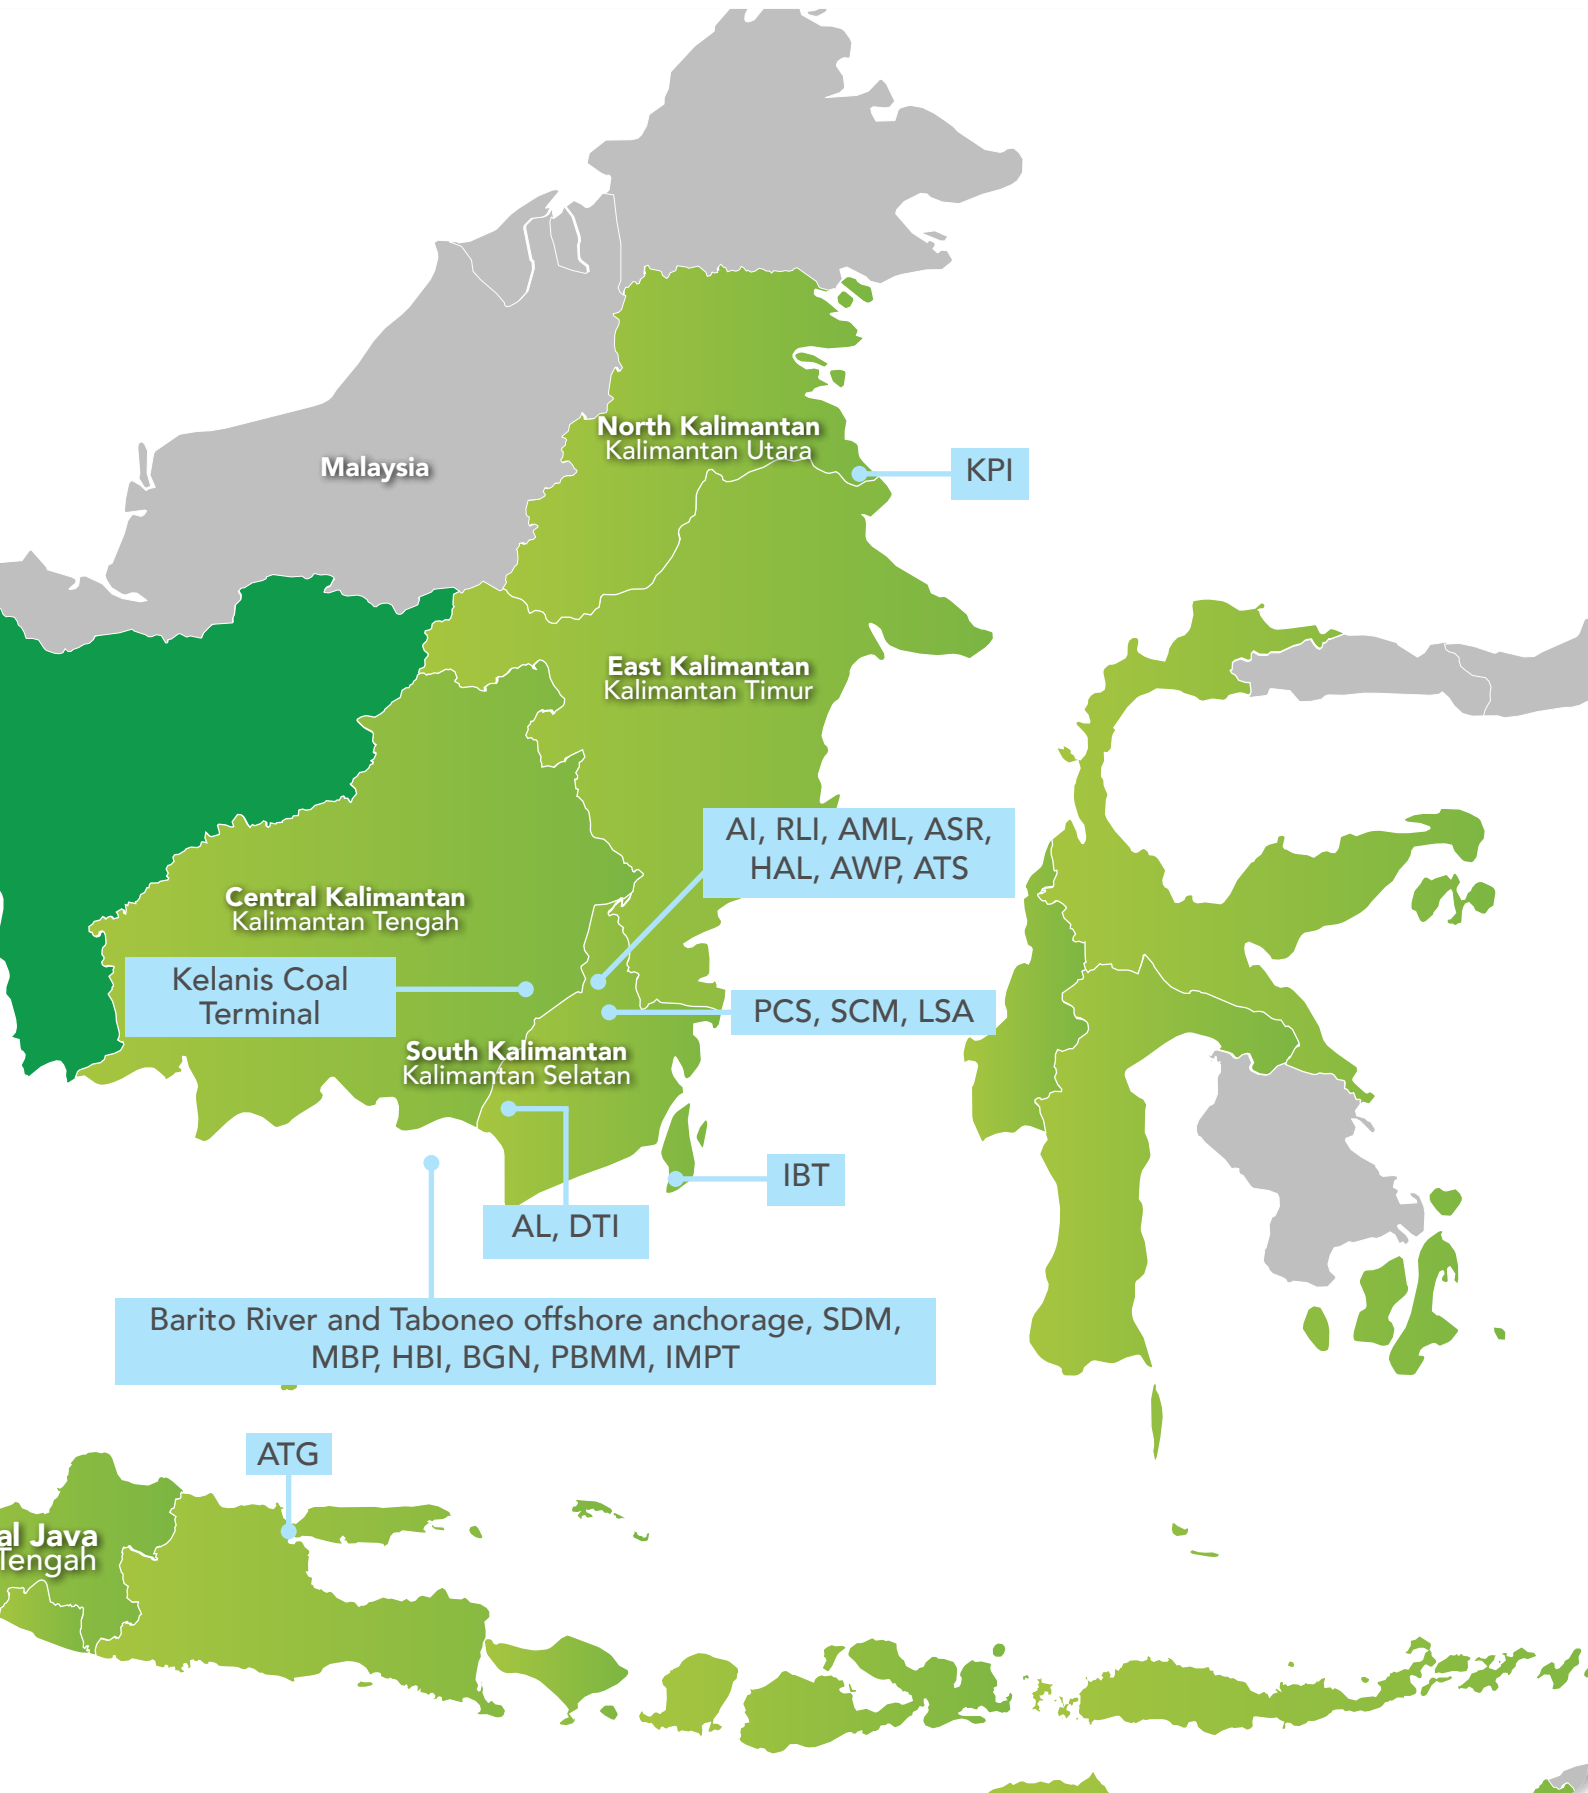 North Kalimantan
Kalimantan Utara
Malaysia
KPI
East Kalimantan
Kalimantan Timur
AI, RLI, AML, ASR,
HAL, AWP, ATS
Central Kalimantan
Kalimantan Tengah
Kelanis Coal
Terminal
PCS, SCM, LSA
South Kalimantan
Kalimantan Selatan
IBT
AL, DTI
Barito River and Taboneo offshore anchorage, SDM,
MBP, HBI, BGN, PBMM, IMPT
ATG
al Java
Tengah